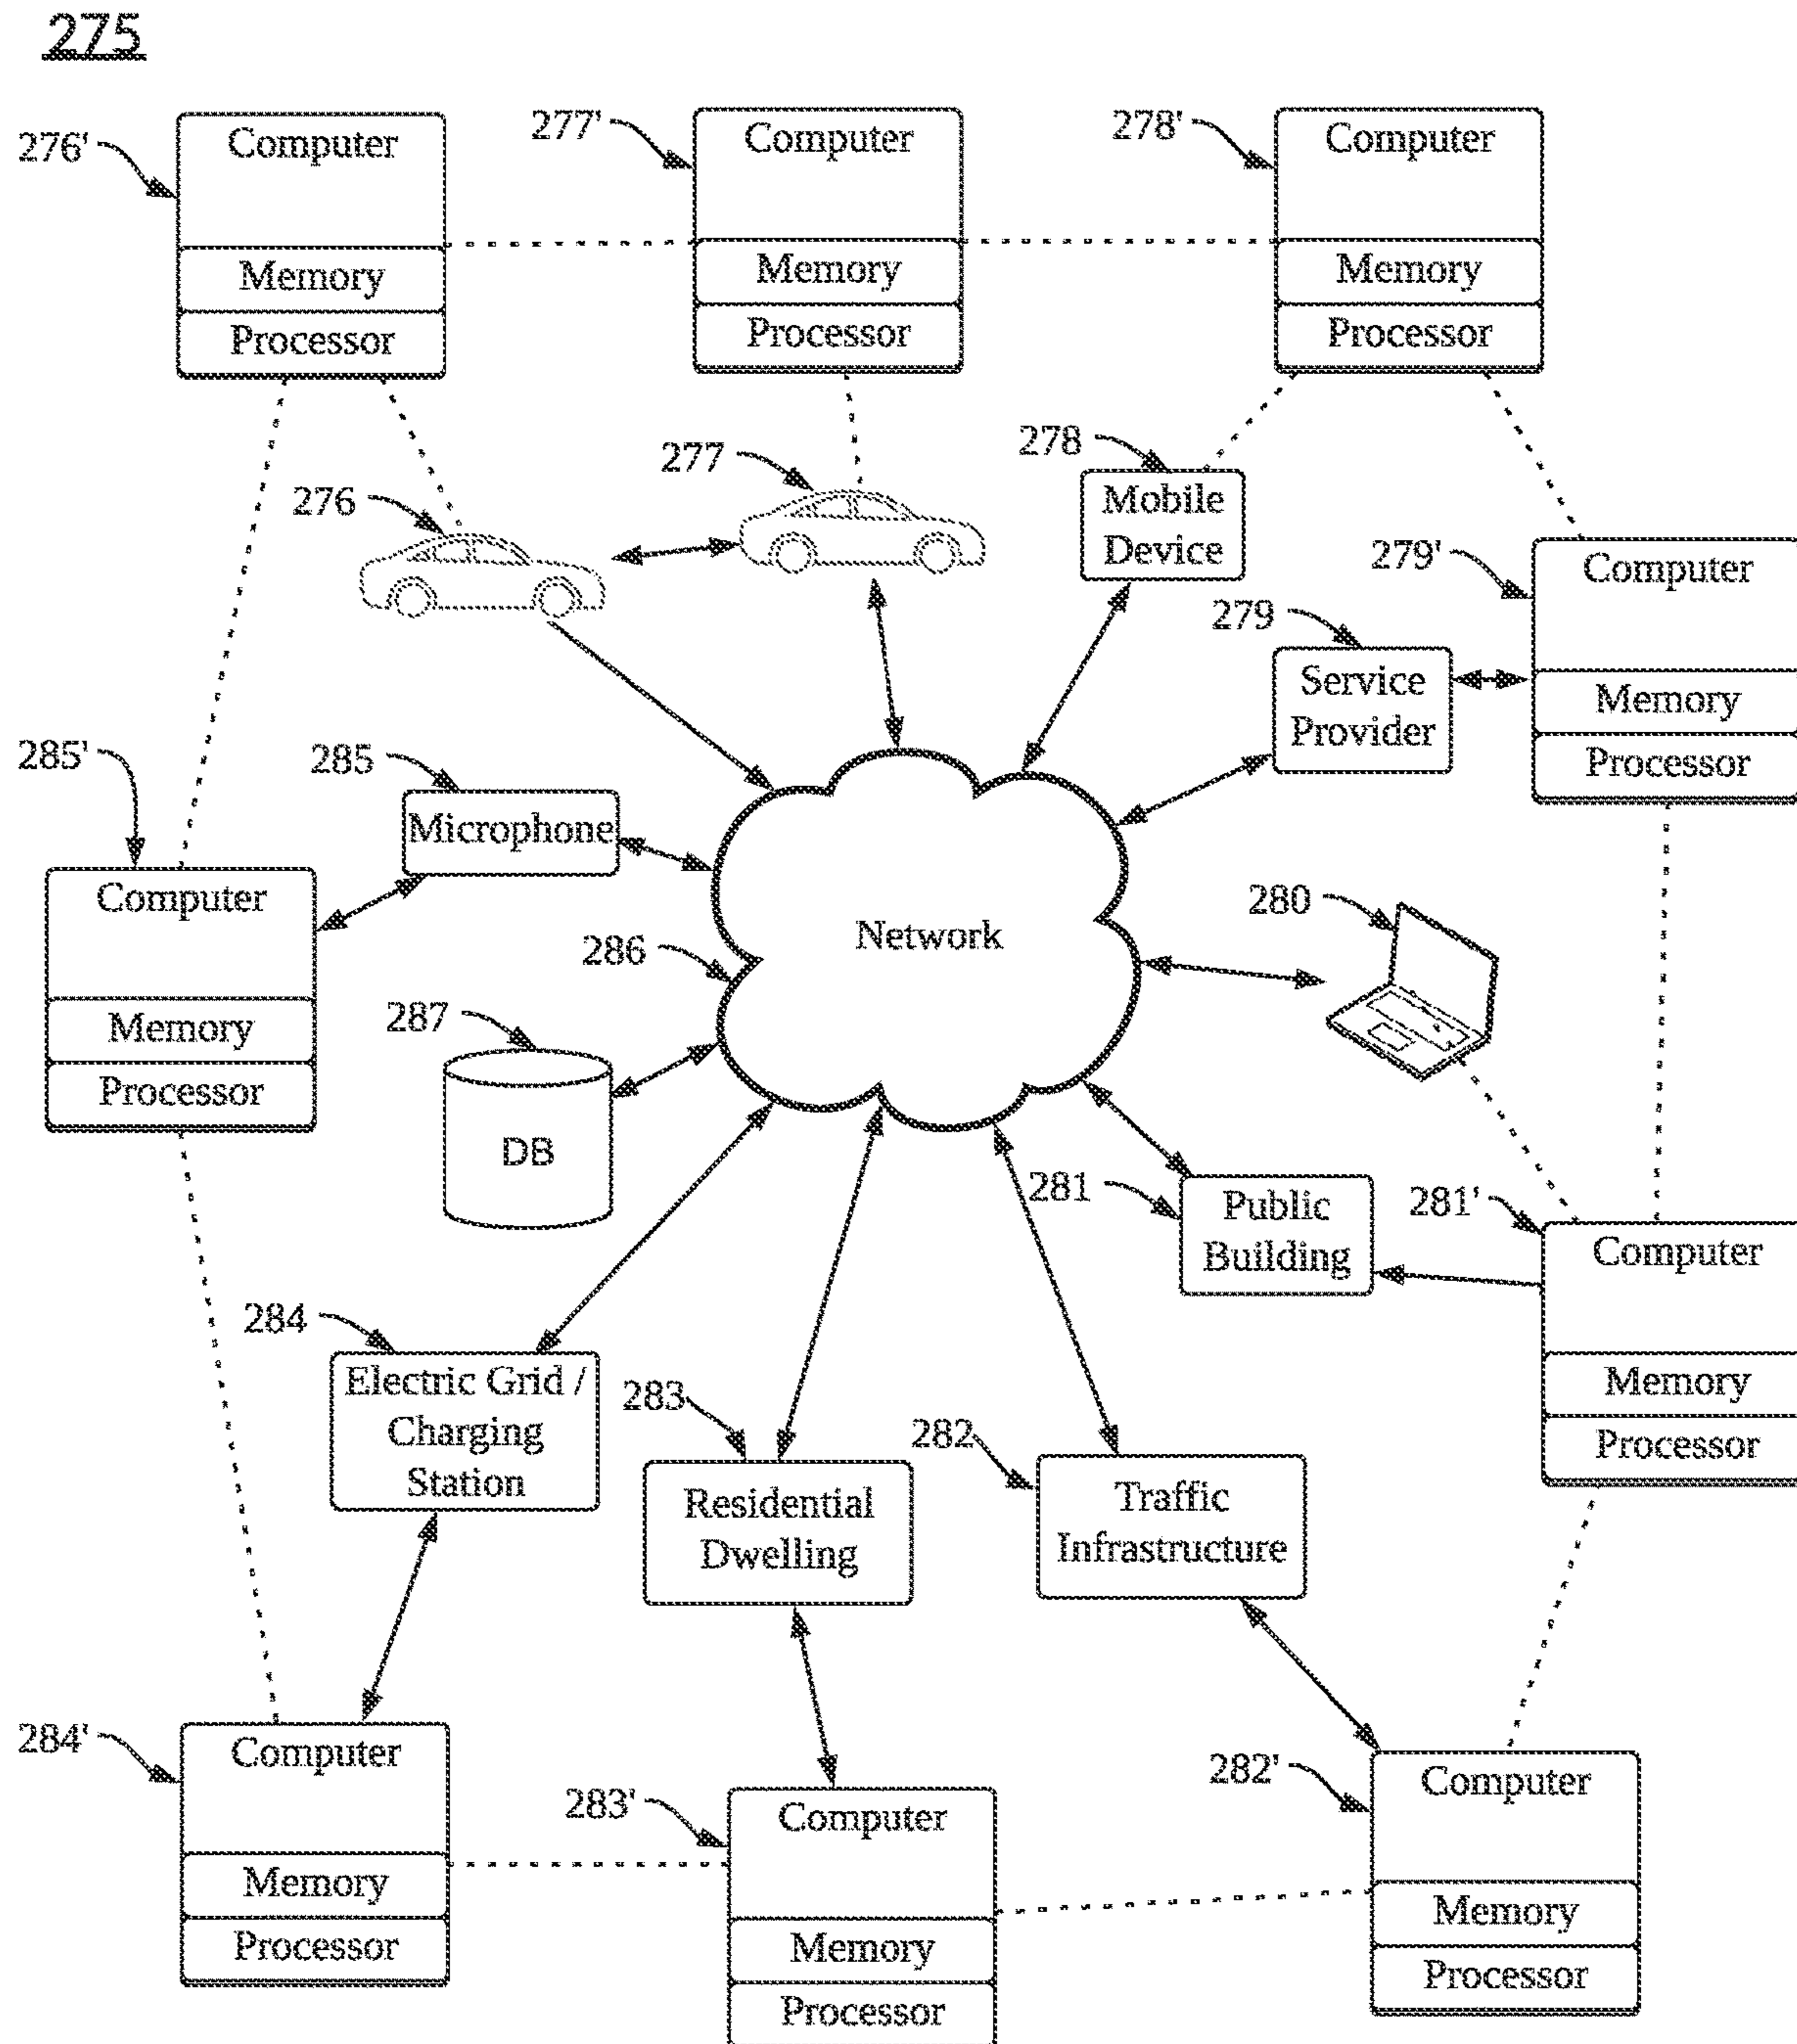 275
276'
Computer
Memory
Processor
277'
Computer
Memory
Processor
278'
Computer
Memory
Processor
276
277
278
Mobile
Device
279'
Computer
Memory
Processor
279
Service
Provider
285'
Computer
Memory
Processor
285
Microphone
286
Network
280
287
DB
281
Public
Building
281'
Computer
Memory
Processor
284
Electric Grid /
Charging
Station
283
Residential
Dwelling
282
Traffic
Infrastructure
284'
Computer
Memory
Processor
283'
Computer
Memory
Processor
282'
Computer
Memory
Processor